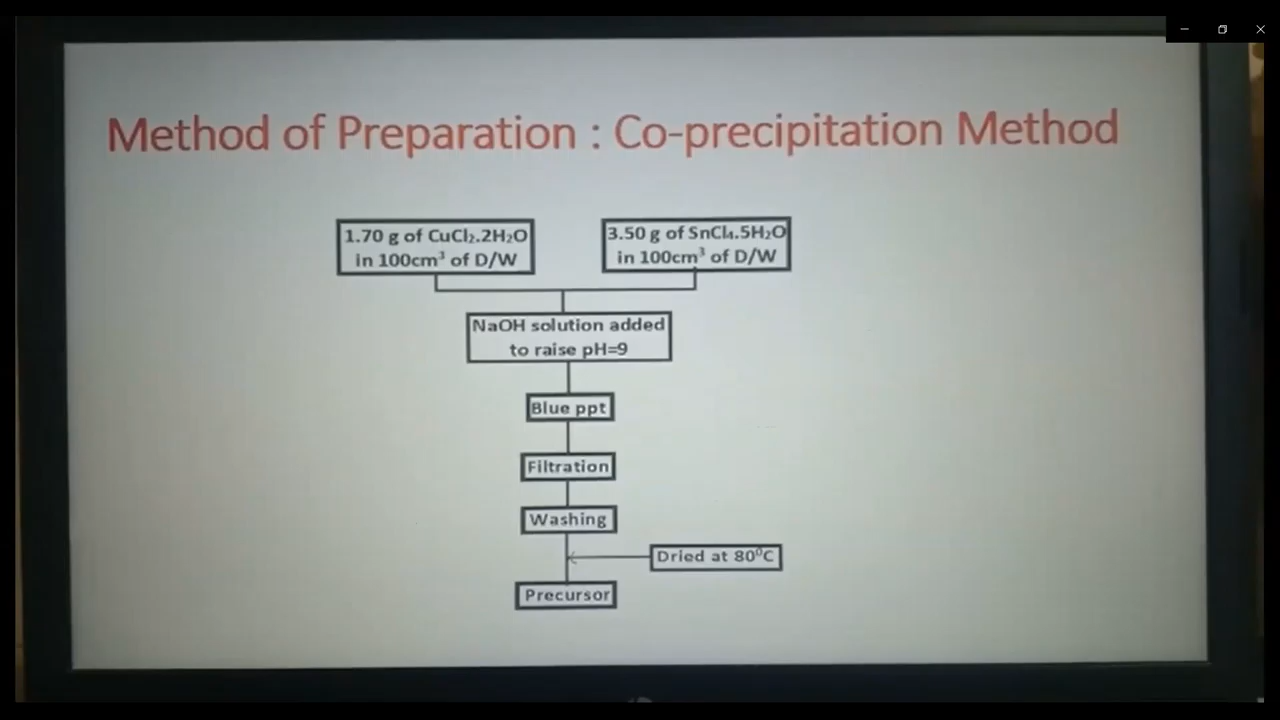 Method of Preparation : Co-precipitation Method
1.70 g of CuCl₂.2H₂O
in 100cm³ of D/W
3.50 g of SnCl₄.5H₂O
in 100cm³ of D/W
NaOH solution added
to raise pH=9
Blue ppt
Filtration
Washing
Dried at 80⁰C
Precursor